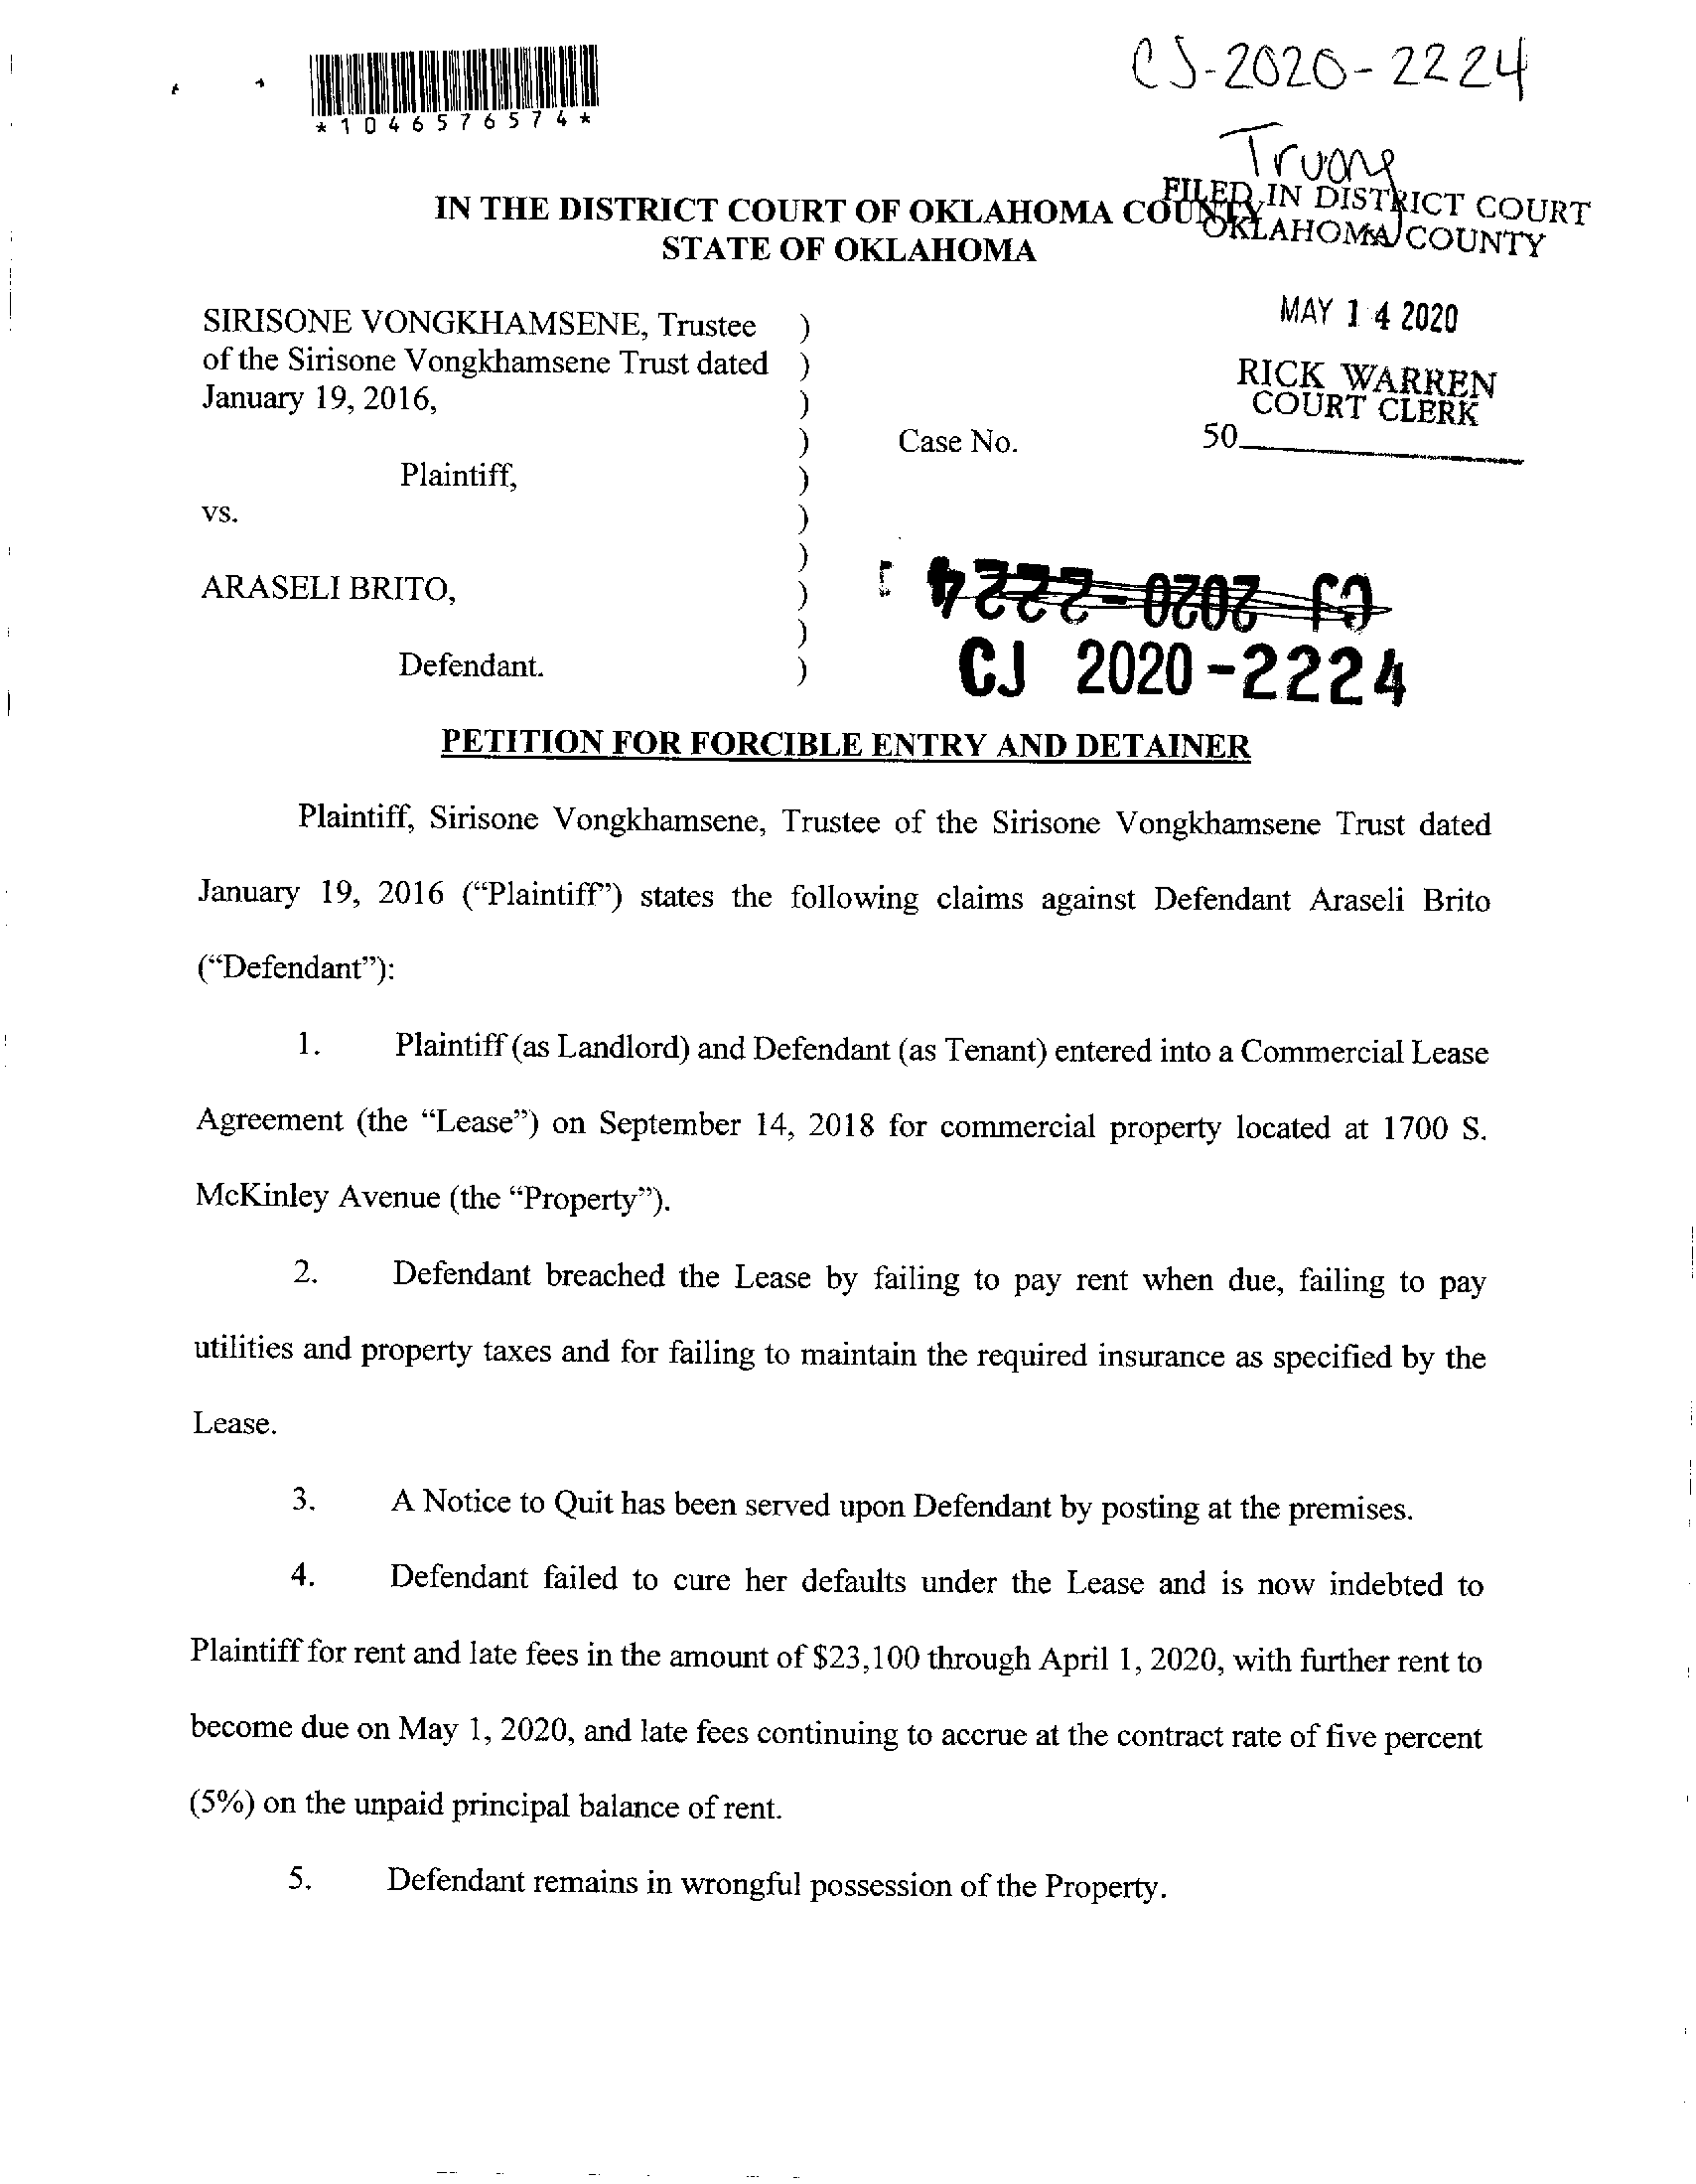 CJ-2020-2224
*1046576574*
Truong
IN THE DISTRICT COURT OF OKLAHOMA COUNTY
STATE OF OKLAHOMA
FILED IN DISTRICT COURT
OKLAHOMA COUNTY
MAY 14 2020
RICK WARREN
COURT CLERK
50
SIRISONE VONGKHAMSENE, Trustee )
of the Sirisone Vongkhamsene Trust dated )
January 19, 2016, )
) Case No.
Plaintiff, )
vs. )
)
ARASELI BRITO, )
)
Defendant. )
CJ 2020-2224
CJ 2020-2224
PETITION FOR FORCIBLE ENTRY AND DETAINER
Plaintiff, Sirisone Vongkhamsene, Trustee of the Sirisone Vongkhamsene Trust dated
January 19, 2016 (“Plaintiff”) states the following claims against Defendant Araseli Brito
(“Defendant”):
1. Plaintiff (as Landlord) and Defendant (as Tenant) entered into a Commercial Lease
Agreement (the “Lease”) on September 14, 2018 for commercial property located at 1700 S.
McKinley Avenue (the “Property”).
2. Defendant breached the Lease by failing to pay rent when due, failing to pay
utilities and property taxes and for failing to maintain the required insurance as specified by the
Lease.
3. A Notice to Quit has been served upon Defendant by posting at the premises.
4. Defendant failed to cure her defaults under the Lease and is now indebted to
Plaintiff for rent and late fees in the amount of $23,100 through April 1, 2020, with further rent to
become due on May 1, 2020, and late fees continuing to accrue at the contract rate of five percent
(5%) on the unpaid principal balance of rent.
5. Defendant remains in wrongful possession of the Property.